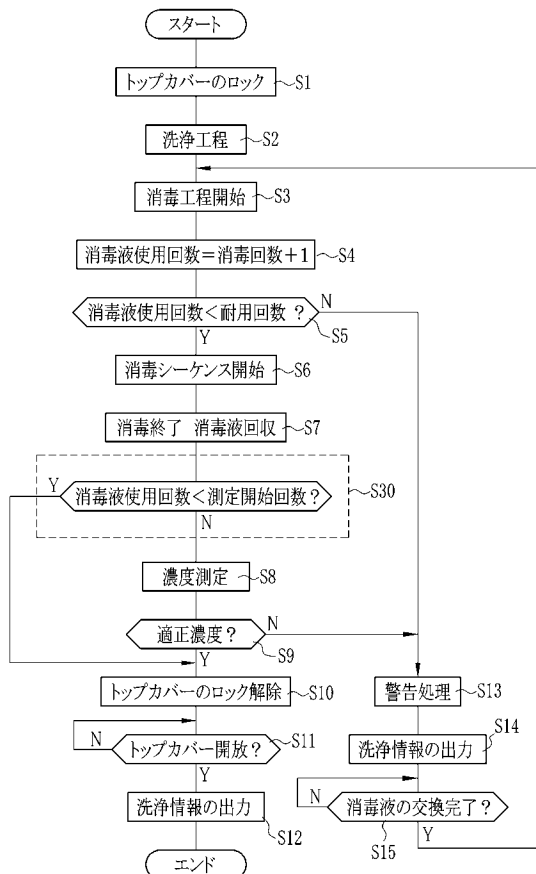 スタート
トップカバーのロック S1
洗浄工程 S2
消毒工程開始 S3
消毒液使用回数=消毒回数+1 S4
消毒液使用回数<耐用回数? N
S5
Y
消毒シーケンス開始 S6
消毒終了 消毒液回収 S7
Y 消毒液使用回数<測定開始回数? S30
N
濃度測定 S8
適正濃度? N
S9
Y
トップカバーのロック解除 S10
警告処理 S13
N トップカバー開放? S11
Y
洗浄情報の出力 S14
洗浄情報の出力 S12
N 消毒液の交換完了?
S15 Y
エンド